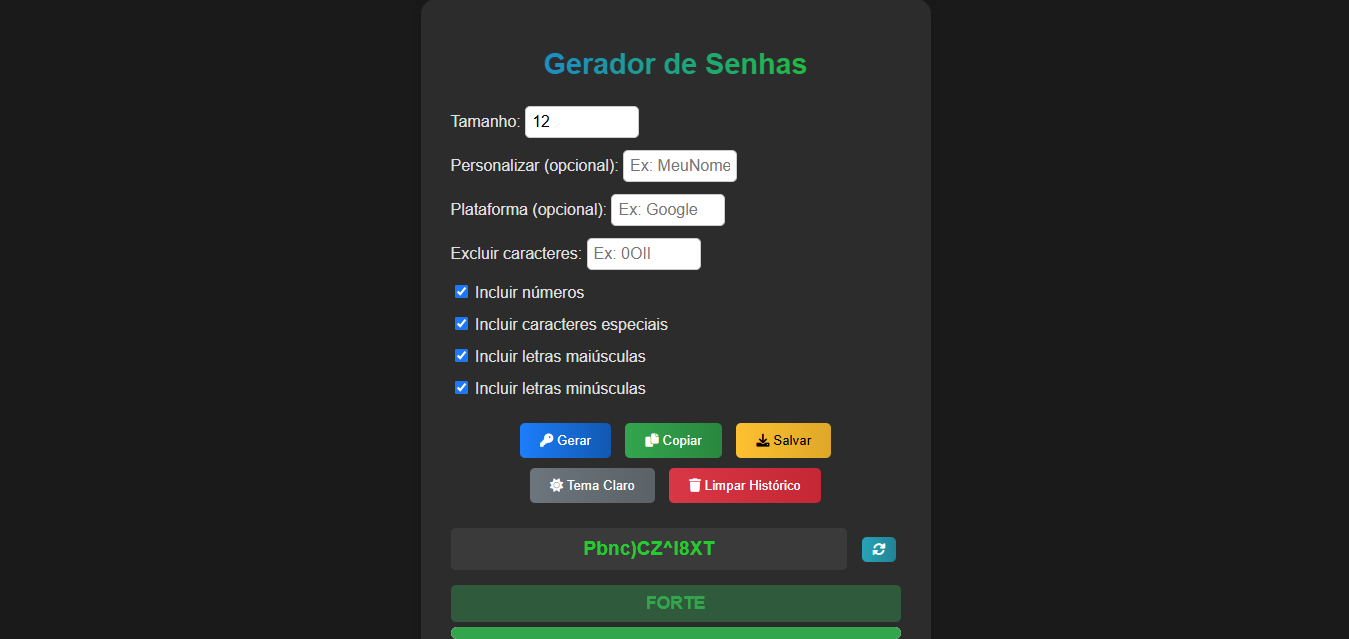 Gerador de Senhas
Tamanho: 12
Personalizar (opcional): Ex: MeuNome
Plataforma (opcional): Ex: Google
Excluir caracteres: Ex: 0OIl
Incluir números
Incluir caracteres especiais
Incluir letras maiúsculas
Incluir letras minúsculas
Gerar Copiar Salvar
Tema Claro Limpar Histórico
Pbnc)CZ^I8XT
FORTE